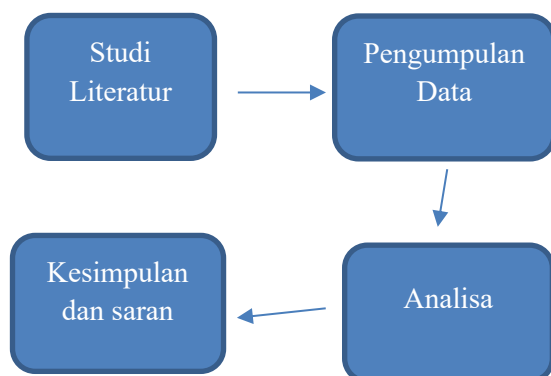 Studi
Literatur
Pengumpulan
Data
Analisa
Kesimpulan
dan saran